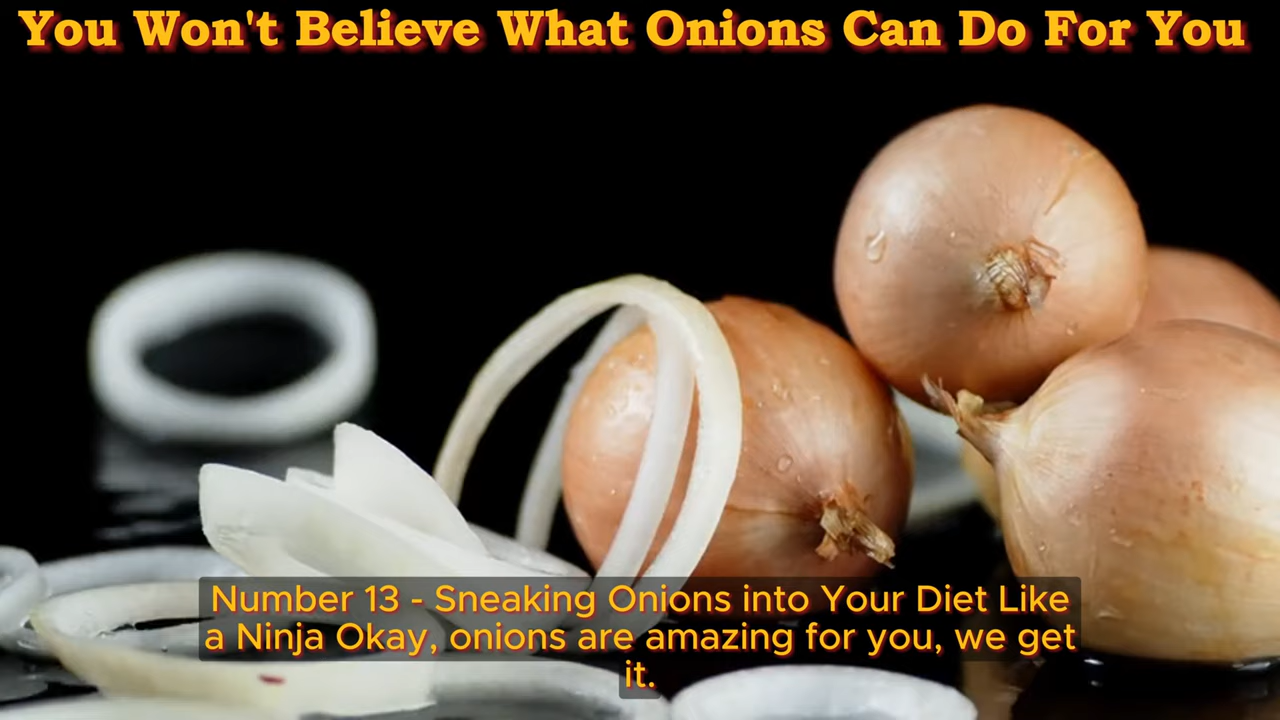 You Won't Believe What Onions Can Do For You
Number 13 - Sneaking Onions into Your Diet Like
a Ninja Okay, onions are amazing for you, we get
it.